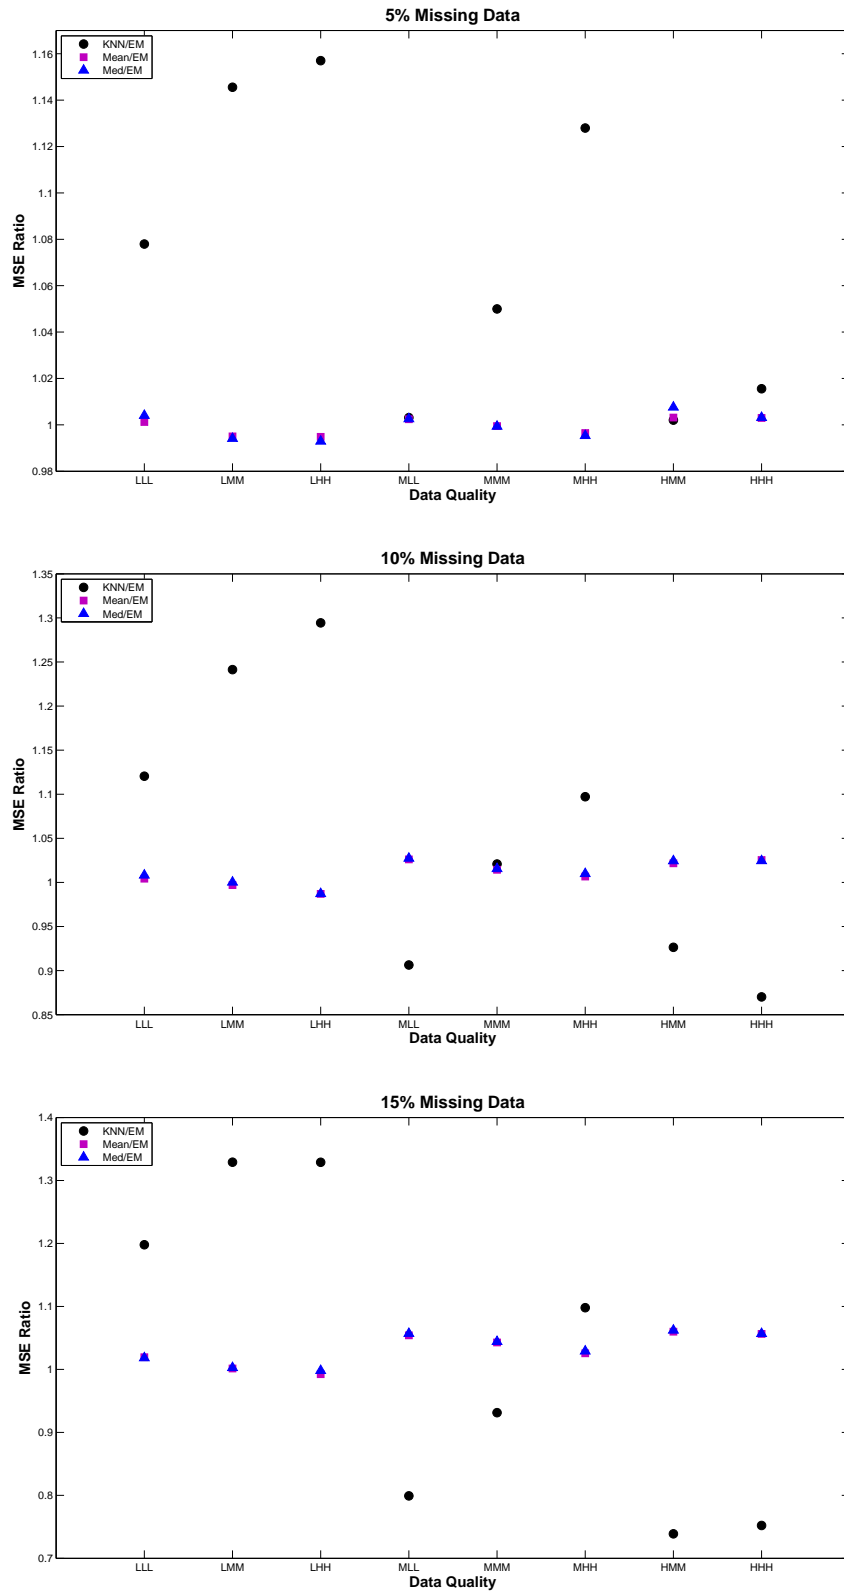 5% Missing Data
KNN/EM
Mean/EM
Med/EM
1.16
1.14
1.12
1.1
1.08
1.06
1.04
1.02
1
0.98
MSE Ratio
LLL LMM LHH MLL MMM MHH HMM HHH
Data Quality
10% Missing Data
KNN/EM
Mean/EM
Med/EM
1.35
1.3
1.25
1.2
1.15
1.1
1.05
1
0.95
0.9
0.85
MSE Ratio
LLL LMM LHH MLL MMM MHH HMM HHH
Data Quality
15% Missing Data
KNN/EM
Mean/EM
Med/EM
1.4
1.3
1.2
1.1
1
0.9
0.8
0.7
MSE Ratio
LLL LMM LHH MLL MMM MHH HMM HHH
Data Quality